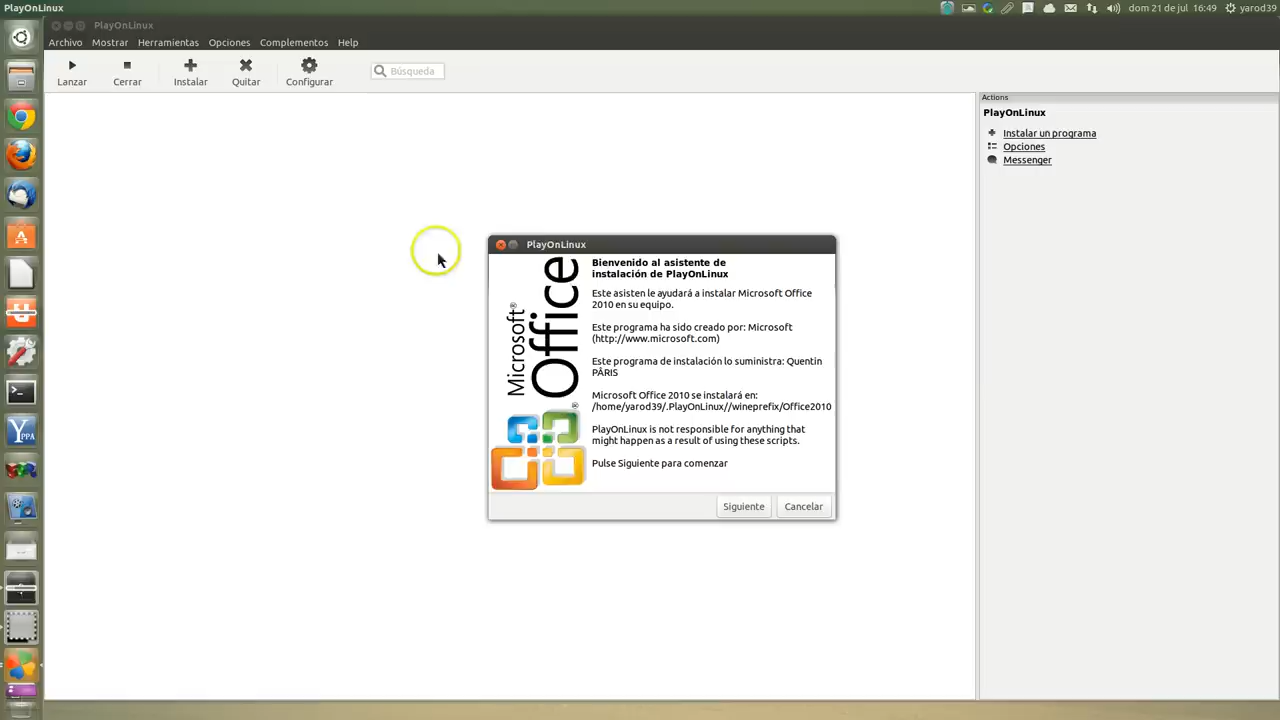 PlayOnLinux
dom 21 de jul 16:49 yarod39
PlayOnLinux
Archivo Mostrar Herramientas Opciones Complementos Help
Lanzar Cerrar Instalar Quitar Configurar Búsqueda
Actions
PlayOnLinux
Instalar un programa
Opciones
Messenger
PlayOnLinux
Microsoft®
Office®
Bienvenido al asistente de
instalación de PlayOnLinux
Este asisten le ayudará a instalar Microsoft Office
2010 en su equipo.
Este programa ha sido creado por: Microsoft
(http://www.microsoft.com)
Este programa de instalación lo suministra: Quentin
PÂRIS
Microsoft Office 2010 se instalará en:
/home/yarod39/.PlayOnLinux//wineprefix/Office2010
PlayOnLinux is not responsible for anything that
might happen as a result of using these scripts.
Pulse Siguiente para comenzar
Siguiente Cancelar
YPPA